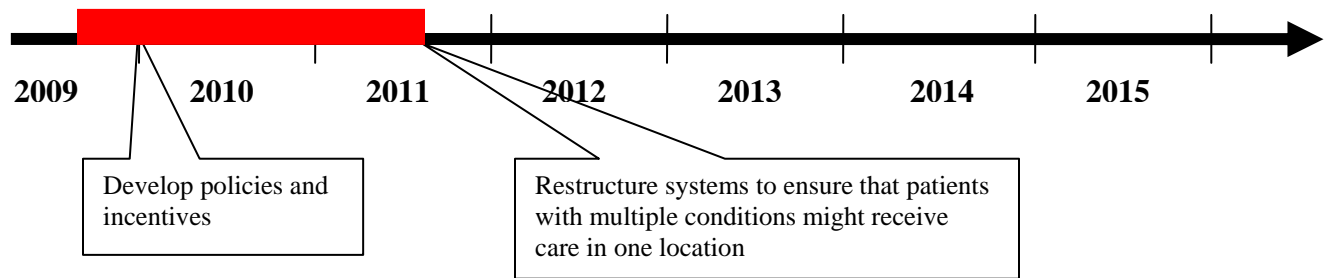 2009 2010 2011 2012 2013 2014 2015
Develop policies and
incentives
Restructure systems to ensure that patients
with multiple conditions might receive
care in one location